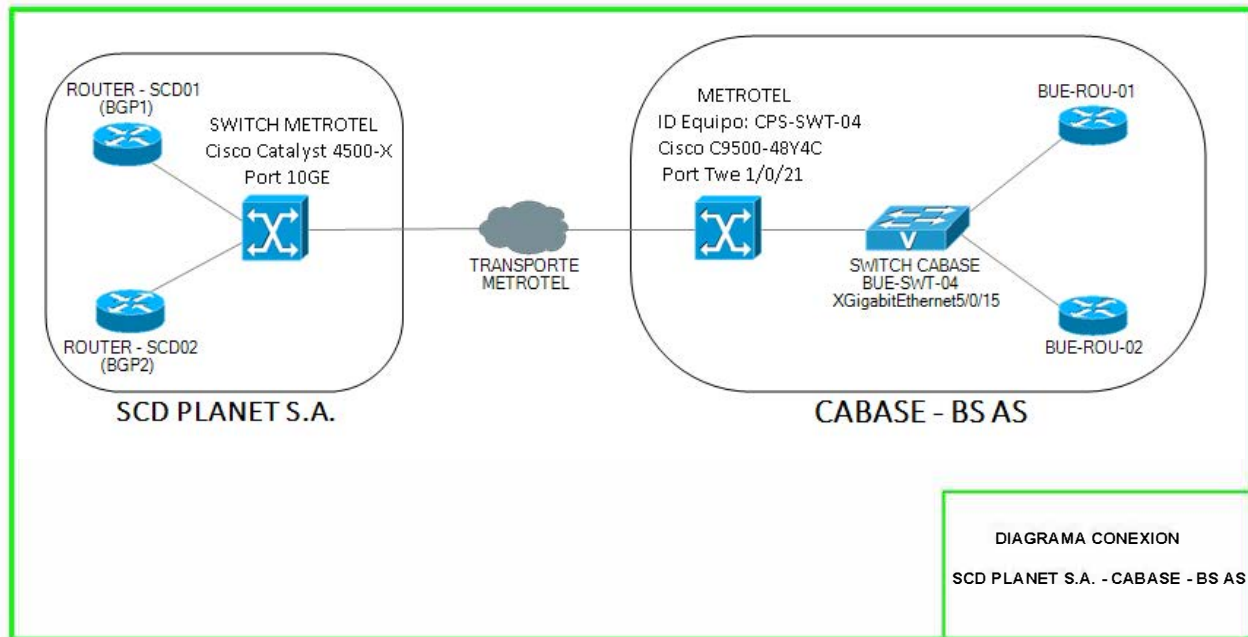 ROUTER - SCD01
(BGP1)
SWITCH METROTEL
Cisco Catalyst 4500-X
Port 10GE
ROUTER - SCD02
(BGP2)
SCD PLANET S.A.
TRANSPORTE
METROTEL
METROTEL
ID Equipo: CPS-SWT-04
Cisco C9500-48Y4C
Port Twe 1/0/21
SWITCH CABASE
BUE-SWT-04
XGigabitEthernet5/0/15
BUE-ROU-01
BUE-ROU-02
CABASE - BS AS
DIAGRAMA CONEXION
SCD PLANET S.A. - CABASE - BS AS